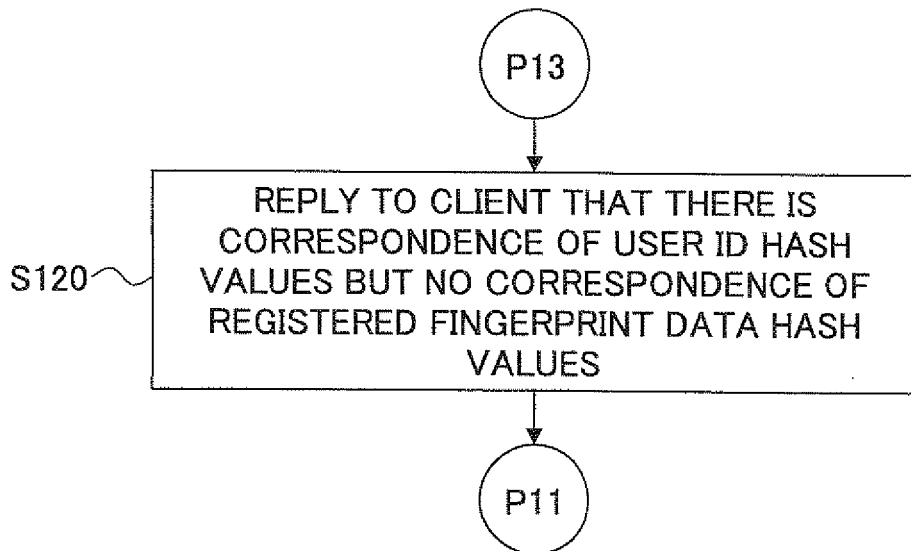 P13
REPLY TO CLIENT THAT THERE IS
CORRESPONDENCE OF USER ID HASH
S120
VALUES BUT NO CORRESPONDENCE OF
REGISTERED FINGERPRINT DATA HASH
VALUES
P11